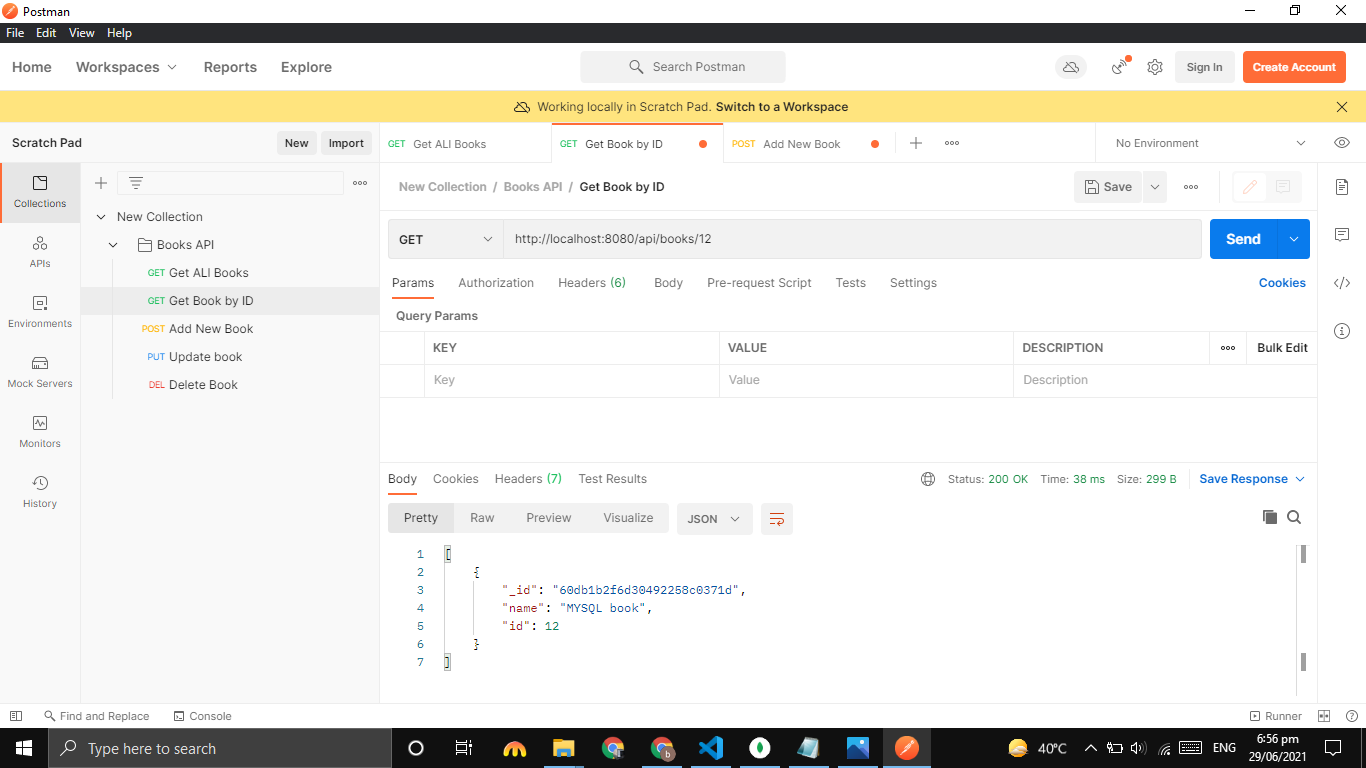 Postman
File Edit View Help
Home Workspaces Reports Explore Search Postman Sign In Create Account
Working locally in Scratch Pad. Switch to a Workspace
Scratch Pad New Import GET Get ALl Books GET Get Book by ID POST Add New Book No Environment
New Collection / Books API / Get Book by ID Save
Collections
APIs
Environments
Mock Servers
Monitors
History
New Collection
Books API
GET Get ALl Books
GET Get Book by ID
POST Add New Book
PUT Update book
DEL Delete Book
GET http://localhost:8080/api/books/12 Send
Params Authorization Headers (6) Body Pre-request Script Tests Settings Cookies
Query Params
KEY VALUE DESCRIPTION Bulk Edit
Key Value Description
Body Cookies Headers (7) Test Results Status: 200 OK Time: 38 ms Size: 299 B Save Response
Pretty Raw Preview Visualize JSON
1 [
2 {
3 "_id": "60db1b2f6d30492258c0371d",
4 "name": "MYSQL book",
5 "id": 12
6 }
7 ]
Find and Replace Console Runner
Type here to search 40°C ENG 6:56 pm
29/06/2021